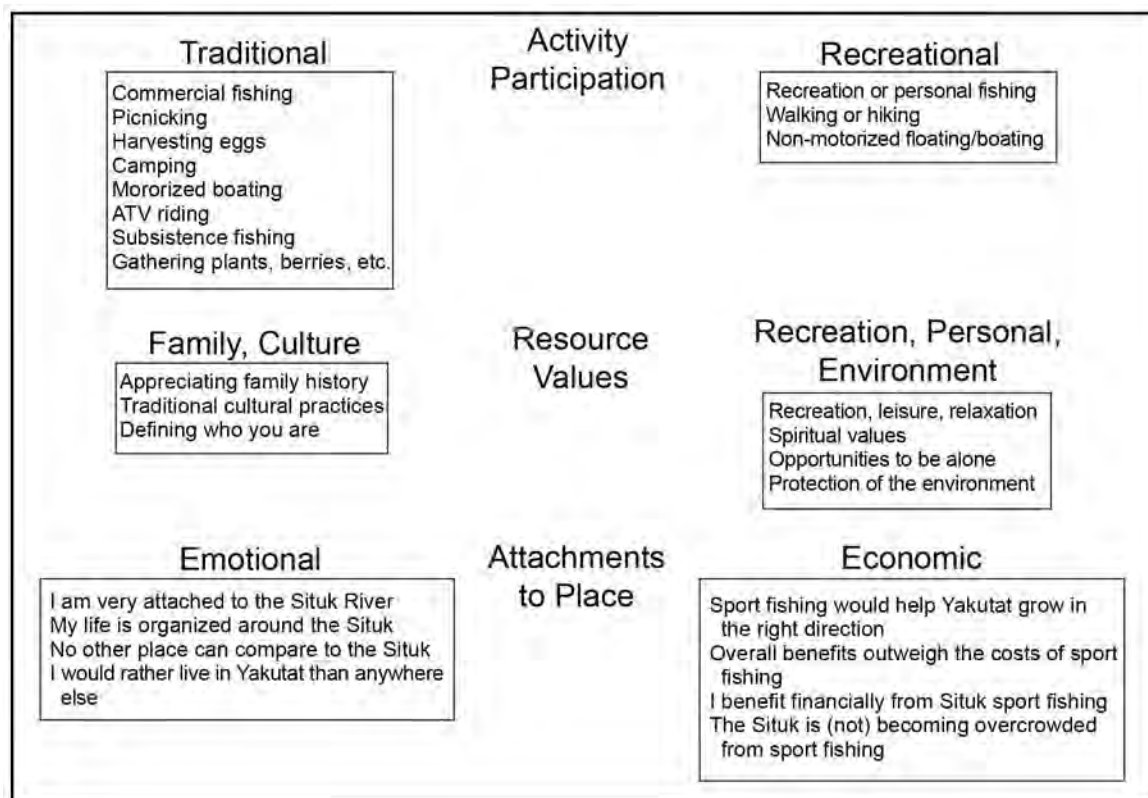 Traditional
Commercial fishing
Picnicking
Harvesting eggs
Camping
Mororized boating
ATV riding
Subsistence fishing
Gathering plants, berries, etc.
Activity
Participation
Recreational
Recreation or personal fishing
Walking or hiking
Non-motorized floating/boating
Family, Culture
Appreciating family history
Traditional cultural practices
Defining who you are
Resource
Values
Recreation, Personal,
Environment
Recreation, leisure, relaxation
Spiritual values
Opportunities to be alone
Protection of the environment
Emotional
I am very attached to the Situk River
My life is organized around the Situk
No other place can compare to the Situk
I would rather live in Yakutat than anywhere
else
Attachments
to Place
Economic
Sport fishing would help Yakutat grow in
the right direction
Overall benefits outweigh the costs of sport
fishing
I benefit financially from Situk sport fishing
The Situk is (not) becoming overcrowded
from sport fishing